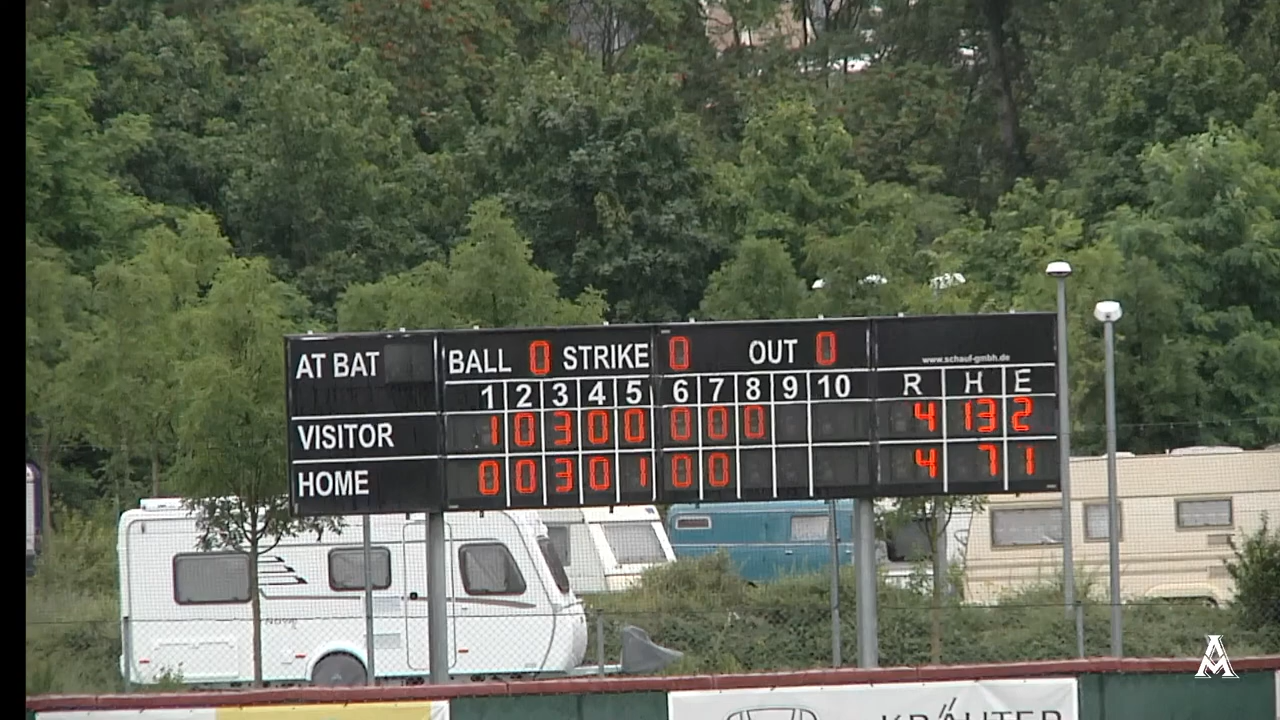 AT BAT BALL 0 STRIKE 0 OUT 0 www.schauf-gmbh.de
1 2 3 4 5 6 7 8 9 10 R H E
VISITOR 1 0 3 0 0 0 0 0 4 13 2
HOME 0 0 3 0 1 0 0 4 7 1
KRÄUTER